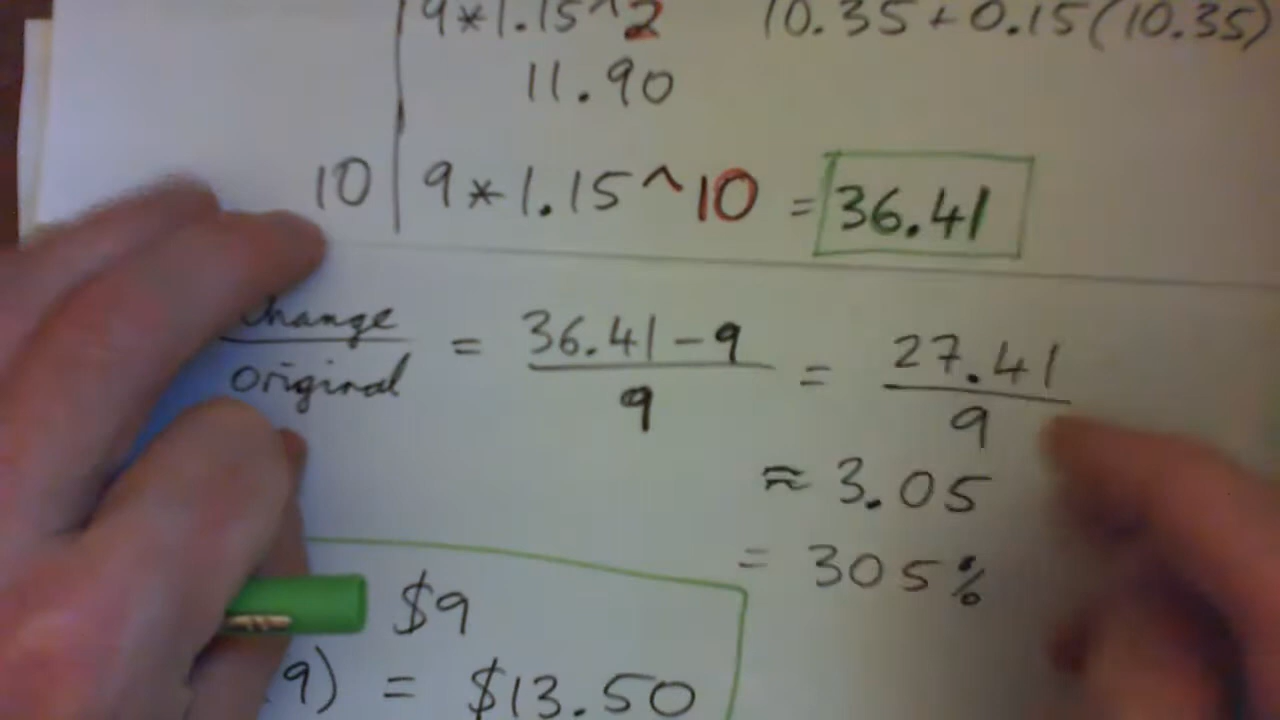 9*1.15^2 10.35+0.15(10.35)
11.90
10 9*1.15^10 = 36.41
change/original = 36.41-9/9 = 27.41/9
≈ 3.05
= 305%
$9
9) = $13.50